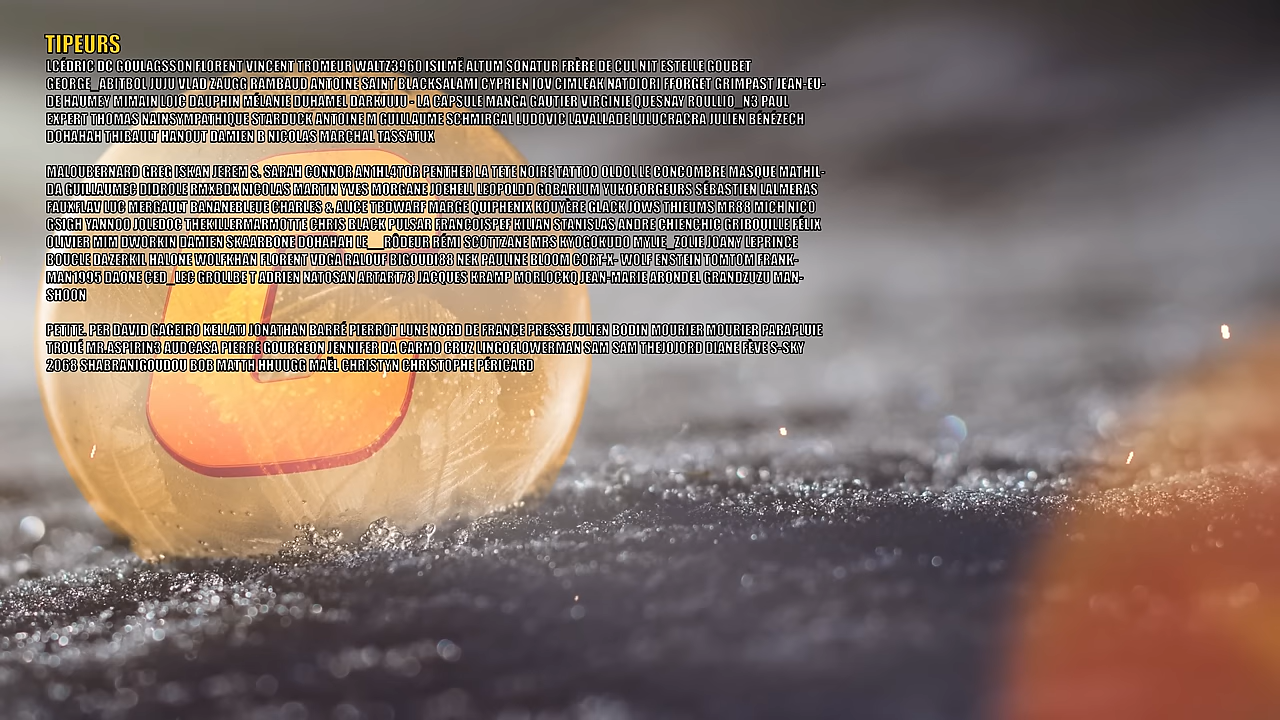 TIPEURS
LCÉDRIC DC GOULAGSSON FLORENT VINCENT TROMEUR WALTZ3960 ISILMË ALTUM SONATUR FRÈRE DE CUL NIT ESTELLE GOUBET
GEORGE_ABITBOL JUJU VLAD ZAUGG RAMBAUD ANTOINE SAINT BLACKSALAMI CYPRIEN IOV CIMLEAK NATDIORI FFORGET GRIMPAST JEAN-EU-
DE HAUMEY MIMAIN LOIC DAUPHIN MÉLANIE DUHAMEL DARKJUJU - LA CAPSULE MANGA GAUTIER VIRGINIE QUESNAY ROULLIO_N3 PAUL
EXPERT THOMAS NAINSYMPATHIQUE STARDUCK ANTOINE M GUILLAUME SCHMIRGAL LUDOVIC LAVALLADE LULUCRACRA JULIEN BÉNÉZECH
DOHAHAH THIBAULT HANOUT DAMIEN B NICOLAS MARCHAL TASSATUX
MALOUBERNARD GREG ISKAN JEREM S. SARAH CONNOR AN1HL4TOR PENTHER LA TETE NOIRE TATTOO OLDOL LE CONCOMBRE MASQUE MATHIL-
DA GUILLAUMEC DIDROLE RMXBDX NICOLAS MARTIN YVES MORGANE JOEHELL LEOPOLDD GOBARLUM YUKOFORGEURS SÉBASTIEN LALMERAS
FAUXFLAV LUC MERGAULT BANANEBLEUE CHARLES & ALICE TBDWARF MARGE QUIPHENIX KOUYÈRE GLACK JOWS THIEUMS MR88 MICH NICO
GSIGH YANNOO JOLEDOC THEKILLERMARMOTTE CHRIS BLACK PULSAR FRANCOISPEF KILIAN STANISLAS ANDRE CHIENCHIC GRIBOUILLE FÉLIX
OLIVIER MIM DWORKIN DAMIEN SKAARBONE DOHAHAH LE__RÔDEUR RÉMI SCOTTZANE MRS KYOGOKUDO MYLIE_ZOLIE JOANY LEPRINCE
BOUGLE DAZERKIL HALONE WOLFKHAN FLORENT VDGA RALOUF BIGOUDI88 NEK PAULINE BLOOM CORT-X- WOLF ENSTEIN TOMTOM FRANK-
MAN1995 DAONE CED_LBC GROLLBE T ADRIEN NATOSAN ARTART78 JACQUES KRAMP MORLOCKQ JEAN-MARIE ARONDEL GRANDZIZU MAN-
SHOON
PETITE. PER DAVID GAGEIRO KELLATI JONATHAN BARRÉ PIERROT LUNE NORD DE FRANCE PRESSE JULIEN BODIN MOURIER MOURIER PARAPLUIE
TROUÉ MR.ASPIRIN3 AUDCASA PIERRE GOURGEON JENNIFER DA CARMO CRUZ LINGOFLOWERMAN SAM SAM THEJOJORD DIANE FÈVE S-SKY
2068 SHABRANIGOUDOU BOB MATTH HHUUGG MAËL CHRISTYN CHRISTOPHE PÉRICARD